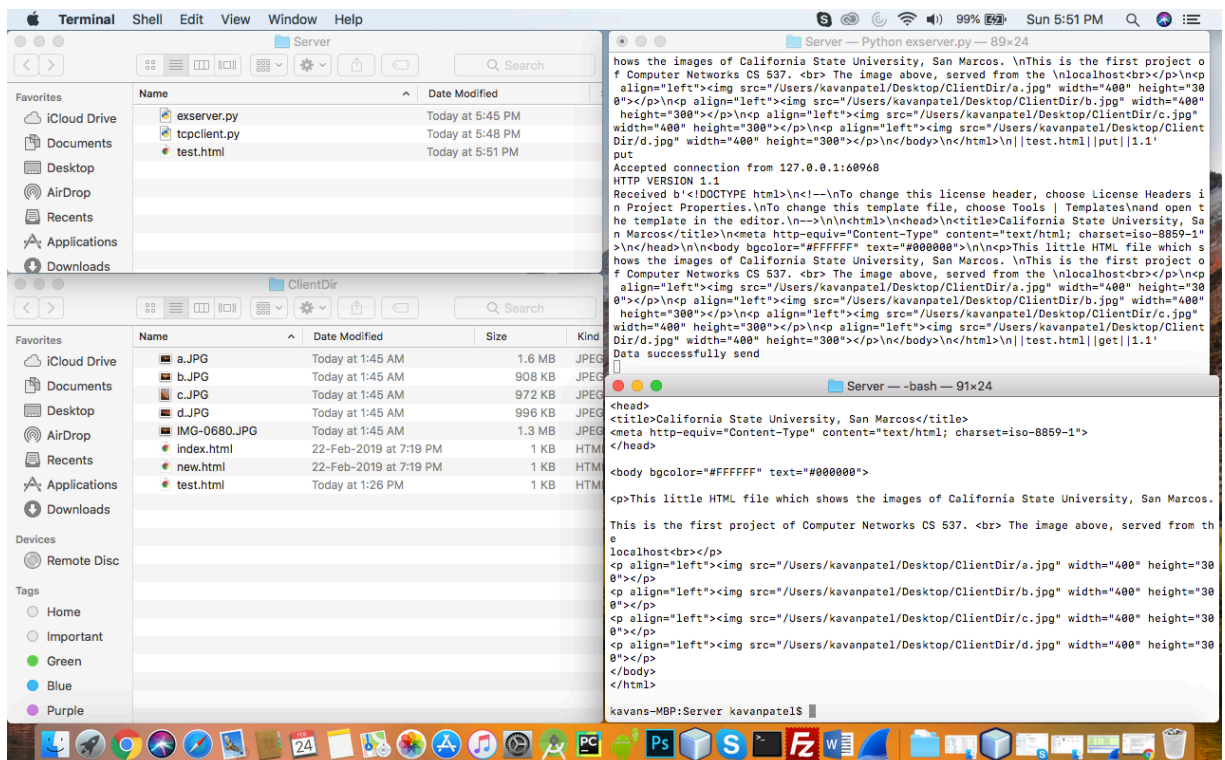 Terminal Shell Edit View Window Help 99% Sun 5:51 PM
Server
Search
Favorites
iCloud Drive
Documents
Desktop
AirDrop
Recents
Applications
Downloads
Name Date Modified
exserver.py Today at 5:45 PM
tcpclient.py Today at 5:48 PM
test.html Today at 5:51 PM
ClientDir
Search
Favorites
iCloud Drive
Documents
Desktop
AirDrop
Recents
Applications
Downloads
Devices
Remote Disc
Tags
Home
Important
Green
Blue
Purple
Name Date Modified Size Kind
a.JPG Today at 1:45 AM 1.6 MB JPEG
b.JPG Today at 1:45 AM 908 KB JPEG
c.JPG Today at 1:45 AM 972 KB JPEG
d.JPG Today at 1:45 AM 996 KB JPEG
IMG-0680.JPG Today at 1:45 AM 1.3 MB JPEG
index.html 22-Feb-2019 at 7:19 PM 1 KB HTM
new.html 22-Feb-2019 at 7:19 PM 1 KB HTM
test.html Today at 1:26 PM 1 KB HTM
Server — Python exserver.py — 89×24
hows the images of California State University, San Marcos. \nThis is the first project o
f Computer Networks CS 537. <br> The image above, served from the \nlocalhost<br></p>\n<p
 align="left"><img src="/Users/kavanpatel/Desktop/ClientDir/a.jpg" width="400" height="30
0"></p>\n<p align="left"><img src="/Users/kavanpatel/Desktop/ClientDir/b.jpg" width="400"
 height="300"></p>\n<p align="left"><img src="/Users/kavanpatel/Desktop/ClientDir/c.jpg" 
width="400" height="300"></p>\n<p align="left"><img src="/Users/kavanpatel/Desktop/Client
Dir/d.jpg" width="400" height="300"></p>\n</body>\n</html>\n||test.html||put||1.1'
put
Accepted connection from 127.0.0.1:60968
HTTP VERSION 1.1
Received b'<!DOCTYPE html>\n<!--\nTo change this license header, choose License Headers i
n Project Properties.\nTo change this template file, choose Tools | Templates\nand open t
he template in the editor.\n-->\n\n<html>\n<head>\n<title>California State University, Sa
n Marcos</title>\n<meta http-equiv="Content-Type" content="text/html; charset=iso-8859-1"
>\n</head>\n\n<body bgcolor="#FFFFFF" text="#000000">\n\n<p>This little HTML file which s
hows the images of California State University, San Marcos. \nThis is the first project o
f Computer Networks CS 537. <br> The image above, served from the \nlocalhost<br></p>\n<p
 align="left"><img src="/Users/kavanpatel/Desktop/ClientDir/a.jpg" width="400" height="30
0"></p>\n<p align="left"><img src="/Users/kavanpatel/Desktop/ClientDir/b.jpg" width="400"
 height="300"></p>\n<p align="left"><img src="/Users/kavanpatel/Desktop/ClientDir/c.jpg" 
width="400" height="300"></p>\n<p align="left"><img src="/Users/kavanpatel/Desktop/Client
Dir/d.jpg" width="400" height="300"></p>\n</body>\n</html>\n||test.html||get||1.1'
Data successfully send
Server — -bash — 91×24
<head>
<title>California State University, San Marcos</title>
<meta http-equiv="Content-Type" content="text/html; charset=iso-8859-1">
</head>
<body bgcolor="#FFFFFF" text="#000000">
<p>This little HTML file which shows the images of California State University, San Marcos.
This is the first project of Computer Networks CS 537. <br> The image above, served from th
e
localhost<br></p>
<p align="left"><img src="/Users/kavanpatel/Desktop/ClientDir/a.jpg" width="400" height="30
0"></p>
<p align="left"><img src="/Users/kavanpatel/Desktop/ClientDir/b.jpg" width="400" height="30
0"></p>
<p align="left"><img src="/Users/kavanpatel/Desktop/ClientDir/c.jpg" width="400" height="30
0"></p>
<p align="left"><img src="/Users/kavanpatel/Desktop/ClientDir/d.jpg" width="400" height="30
0"></p>
</body>
</html>
kavans-MBP:Server kavanpatel$
24
PC
Ps
S
Fz
W